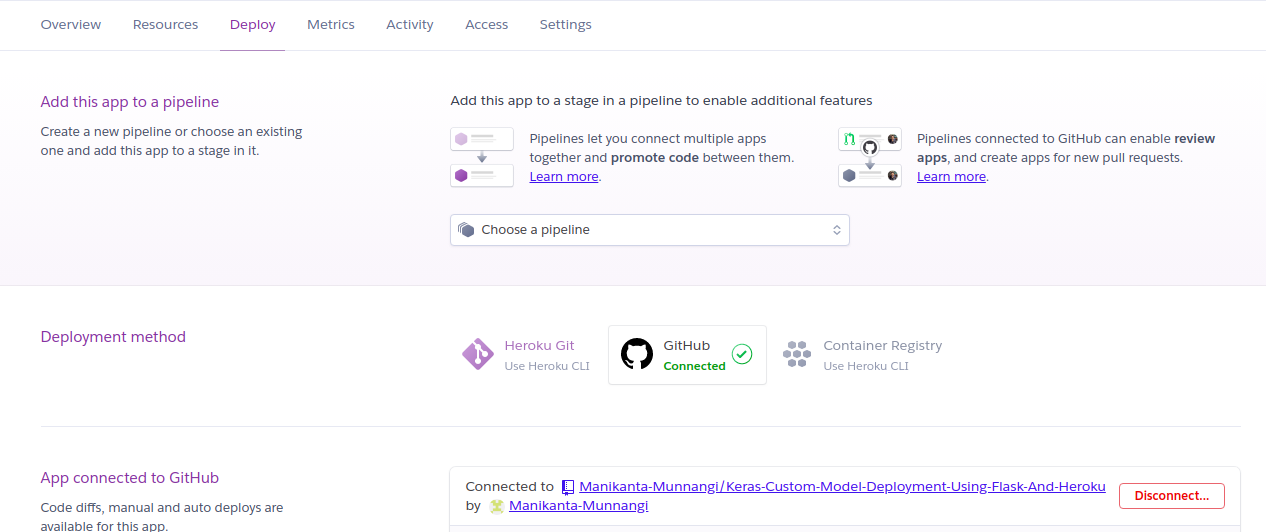 Overview Resources Deploy Metrics Activity Access Settings
Add this app to a pipeline
Create a new pipeline or choose an existing
one and add this app to a stage in it.
Add this app to a stage in a pipeline to enable additional features
Pipelines let you connect multiple apps
together and promote code between them.
Learn more.
Pipelines connected to GitHub can enable review
apps, and create apps for new pull requests.
Learn more.
Choose a pipeline
Deployment method
Heroku Git
Use Heroku CLI
GitHub
Connected
Container Registry
Use Heroku CLI
App connected to GitHub
Code diffs, manual and auto deploys are
available for this app.
Connected to Manikanta-Munnangi/Keras-Custom-Model-Deployment-Using-Flask-And-Heroku
by Manikanta-Munnangi
Disconnect...